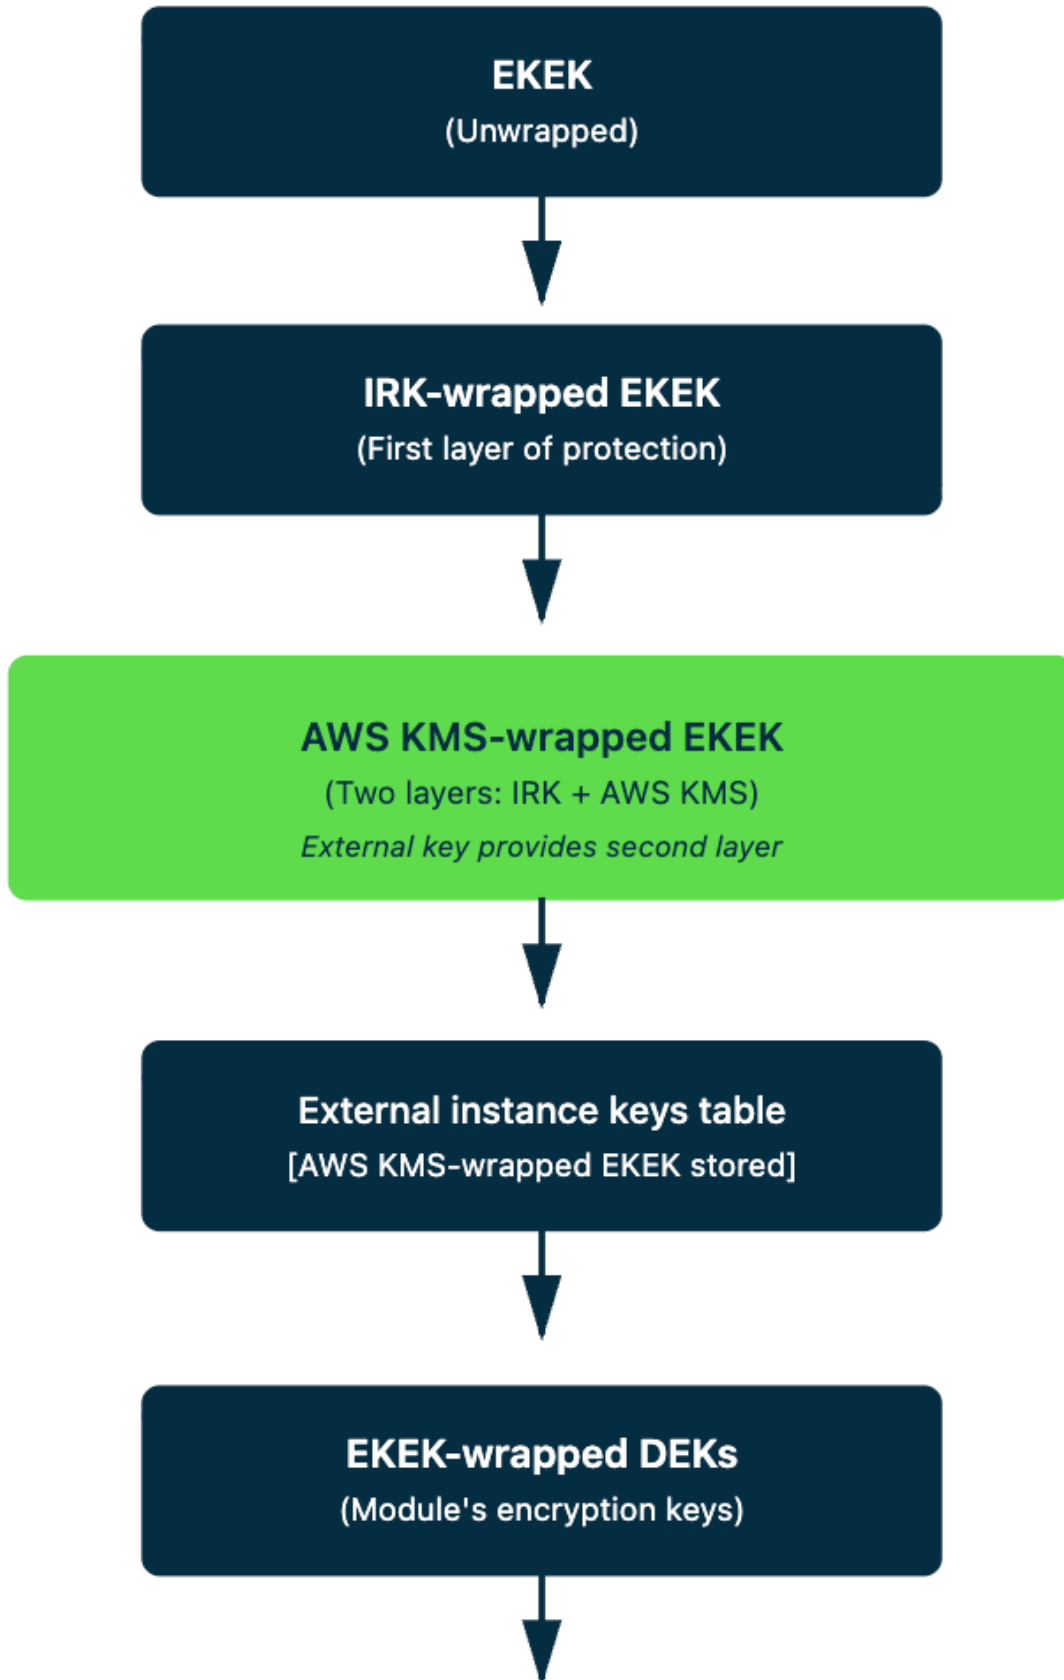 EKEK
(Unwrapped)
IRK-wrapped EKEK
(First layer of protection)
AWS KMS-wrapped EKEK
(Two layers: IRK + AWS KMS)
External key provides second layer
External instance keys table
[AWS KMS-wrapped EKEK stored]
EKEK-wrapped DEKs
(Module's encryption keys)